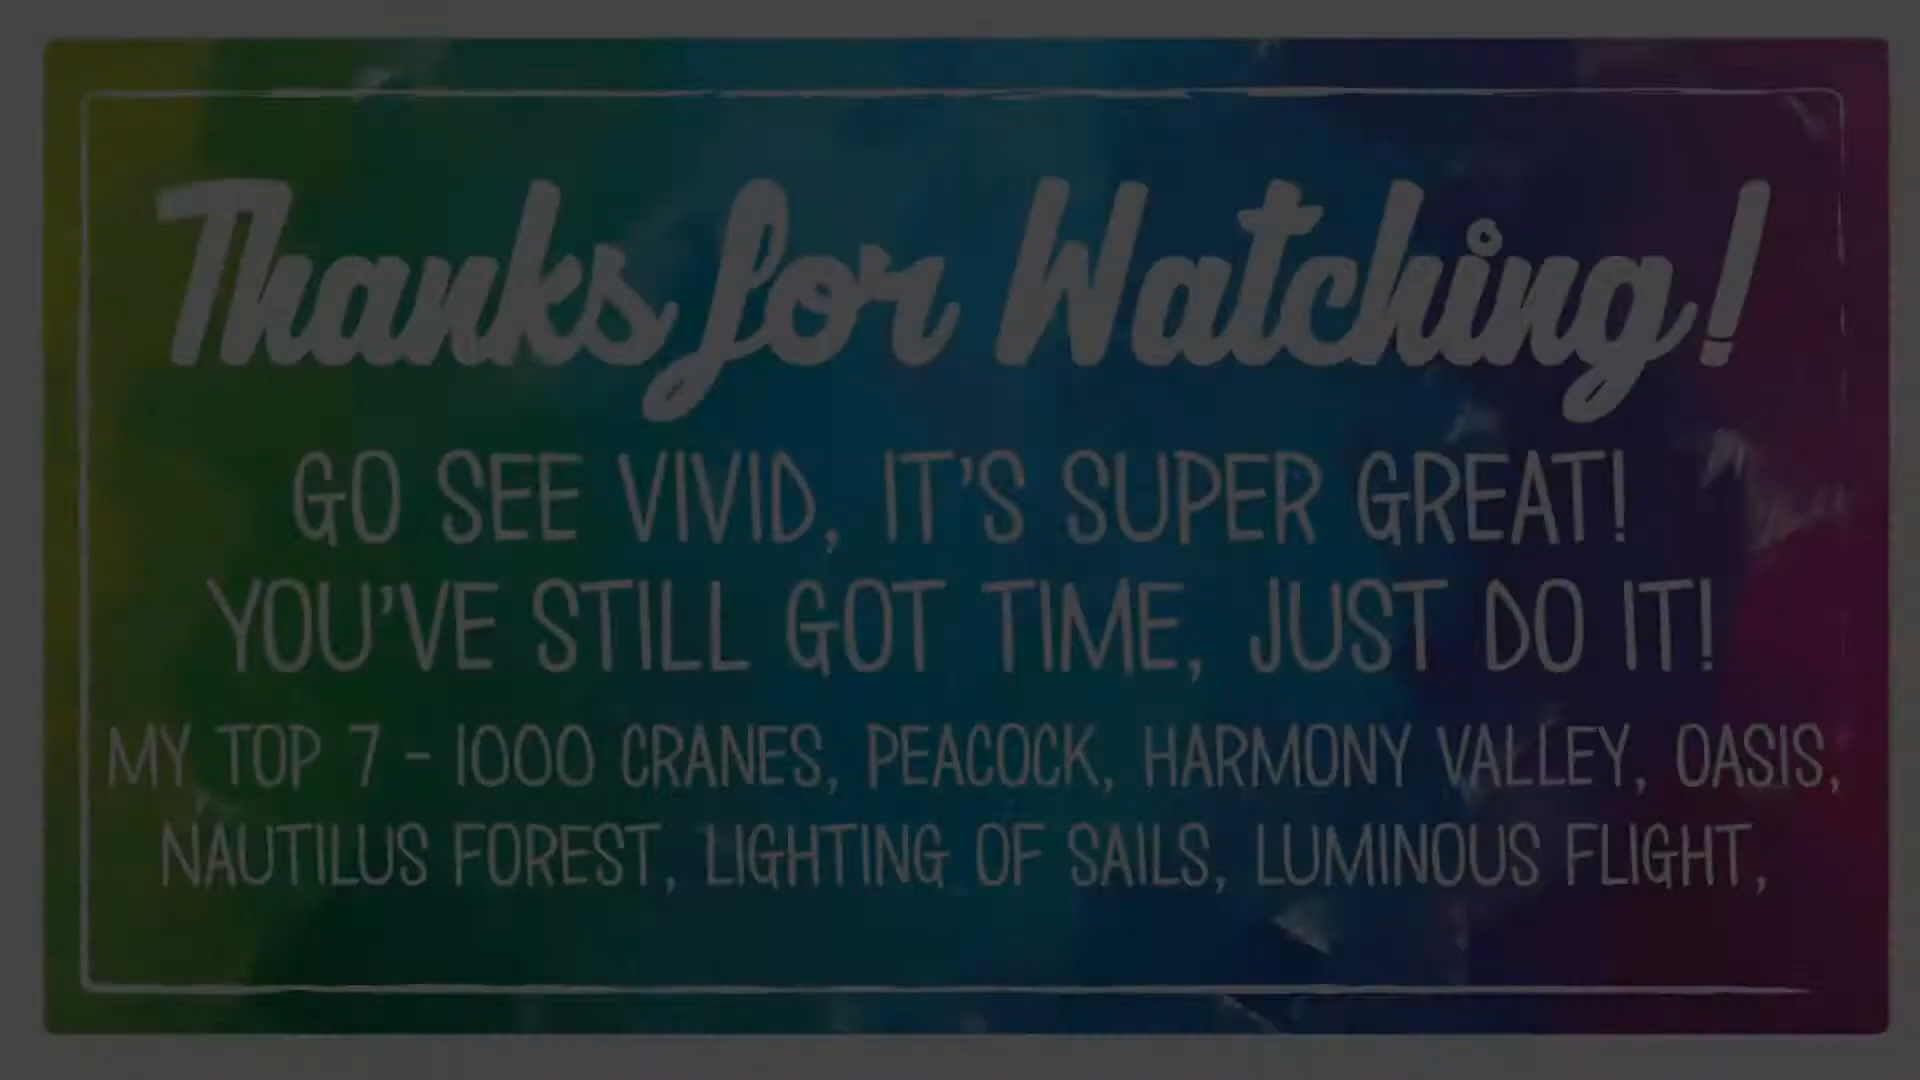 Thanks for Watching!
GO SEE VIVID, IT'S SUPER GREAT!
YOU'VE STILL GOT TIME, JUST DO IT!
MY TOP 7 - 1000 CRANES, PEACOCK, HARMONY VALLEY, OASIS,
NAUTILUS FOREST, LIGHTING OF SAILS, LUMINOUS FLIGHT,